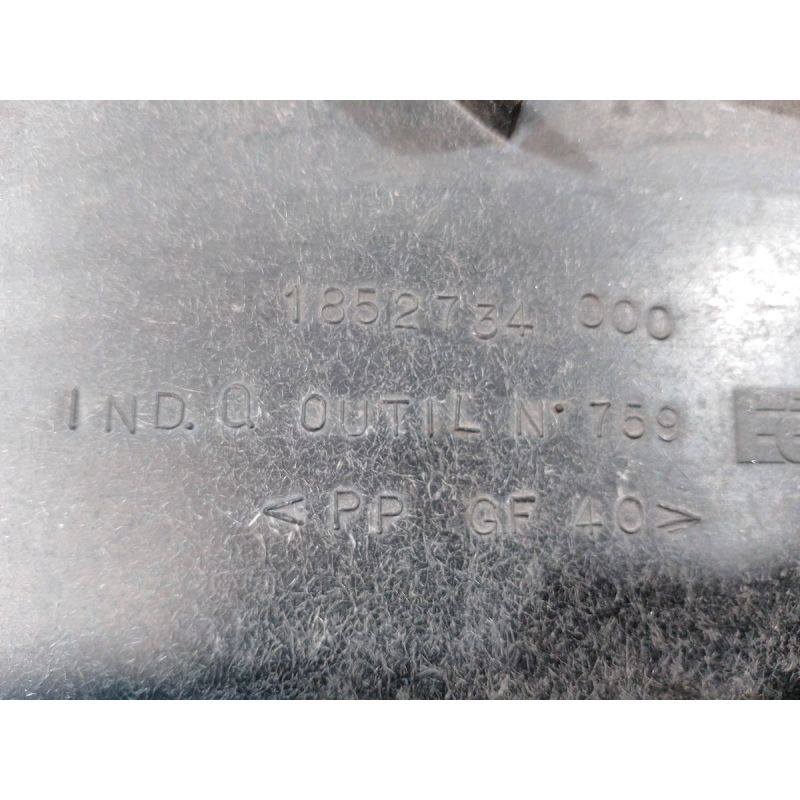 1852734 000
IND. Q OUTIL N° 759
< PP GF 40 >